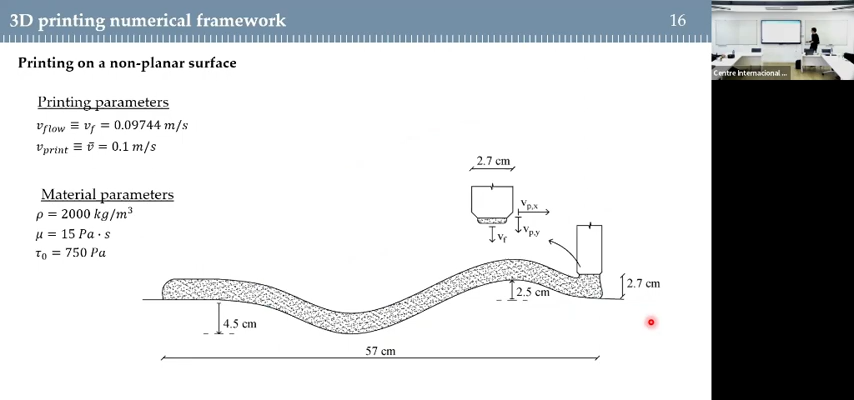 3D printing numerical framework
16
Printing on a non-planar surface
Printing parameters
v_flow ≡ v_f = 0.09744 m/s
v_print ≡ v̄ = 0.1 m/s
Material parameters
ρ = 2000 kg/m³
μ = 15 Pa · s
τ₀ = 750 Pa
2.7 cm
v_p,x
v_p,y
v_f
2.7 cm
2.5 cm
4.5 cm
57 cm
Centre Internacional ...